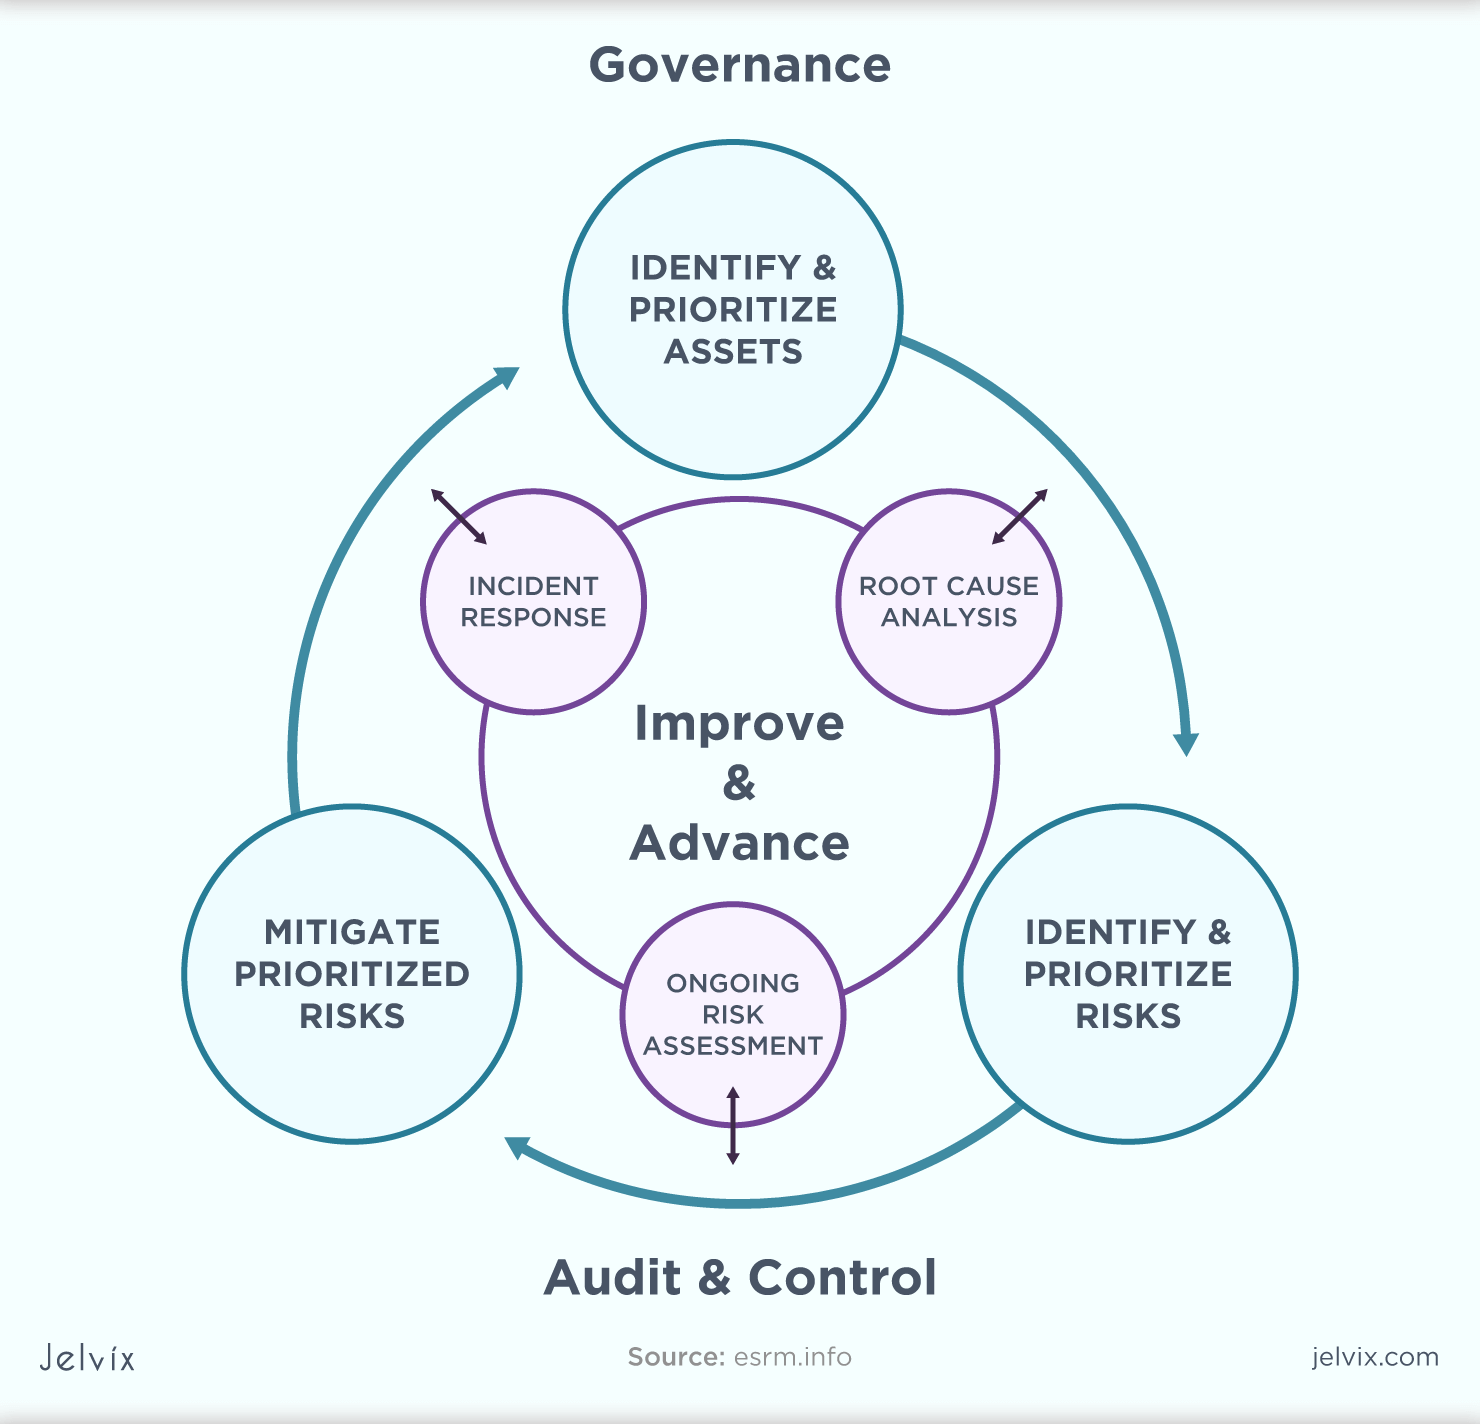 Governance
IDENTIFY &
PRIORITIZE
ASSETS
INCIDENT
RESPONSE
ROOT CAUSE
ANALYSIS
Improve
&
Advance
MITIGATE
PRIORITIZED
RISKS
ONGOING
RISK
ASSESSMENT
IDENTIFY &
PRIORITIZE
RISKS
Audit & Control
Jelvix
Source: esrm.info
jelvix.com